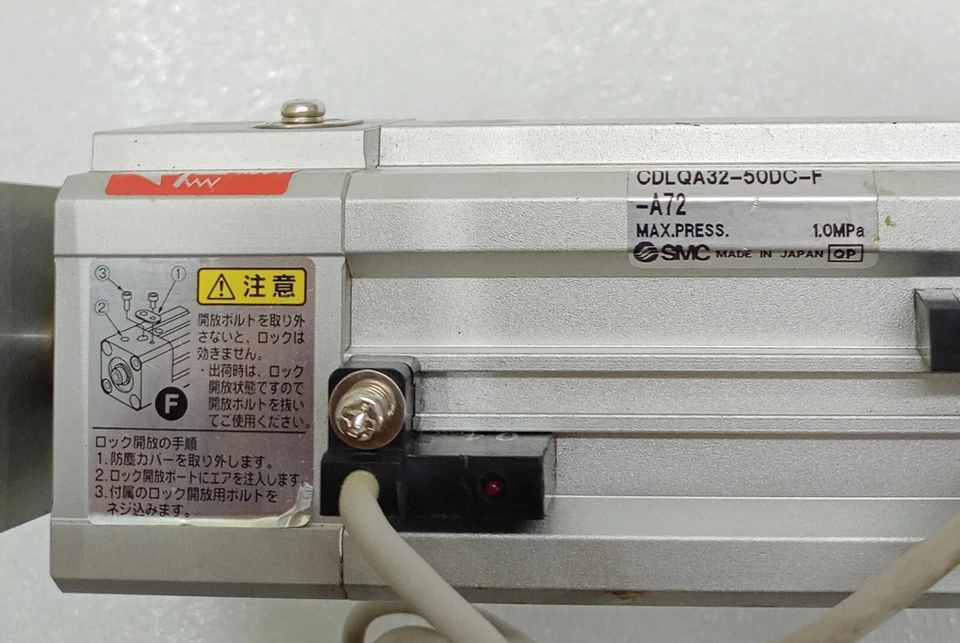 CDLQA32-50DC-F
-A72
MAX.PRESS. 1.0MPa
SMC MADE IN JAPAN QP
③ ① ②
F
注意
開放ボルトを取り外
さないと、ロックは
効きません。
・出荷時は、ロック
開放状態ですので
開放ボルトを抜い
てご使用ください。
ロック開放の手順
1.防塵カバーを取り外します。
2.ロック開放ポートにエアを注入します。
3.付属のロック開放用ボルトを
ネジ込みます。